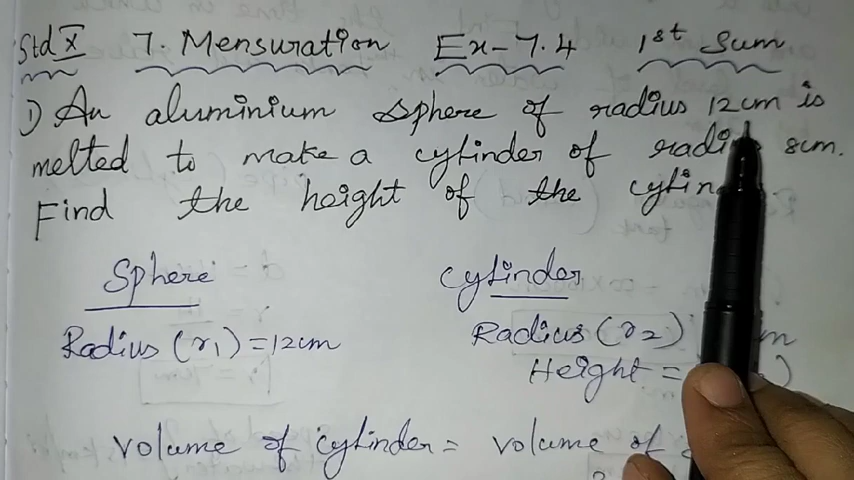 Std X 7. Mensuration Ex-7.4 1st Sum
1) An aluminium sphere of radius 12cm is
melted to make a cylinder of radius 8cm.
Find the height of the
Sphere Cylinder
Radius (r1) = 12cm Radius (r2)
Height =
Volume of cylinder = Volume of